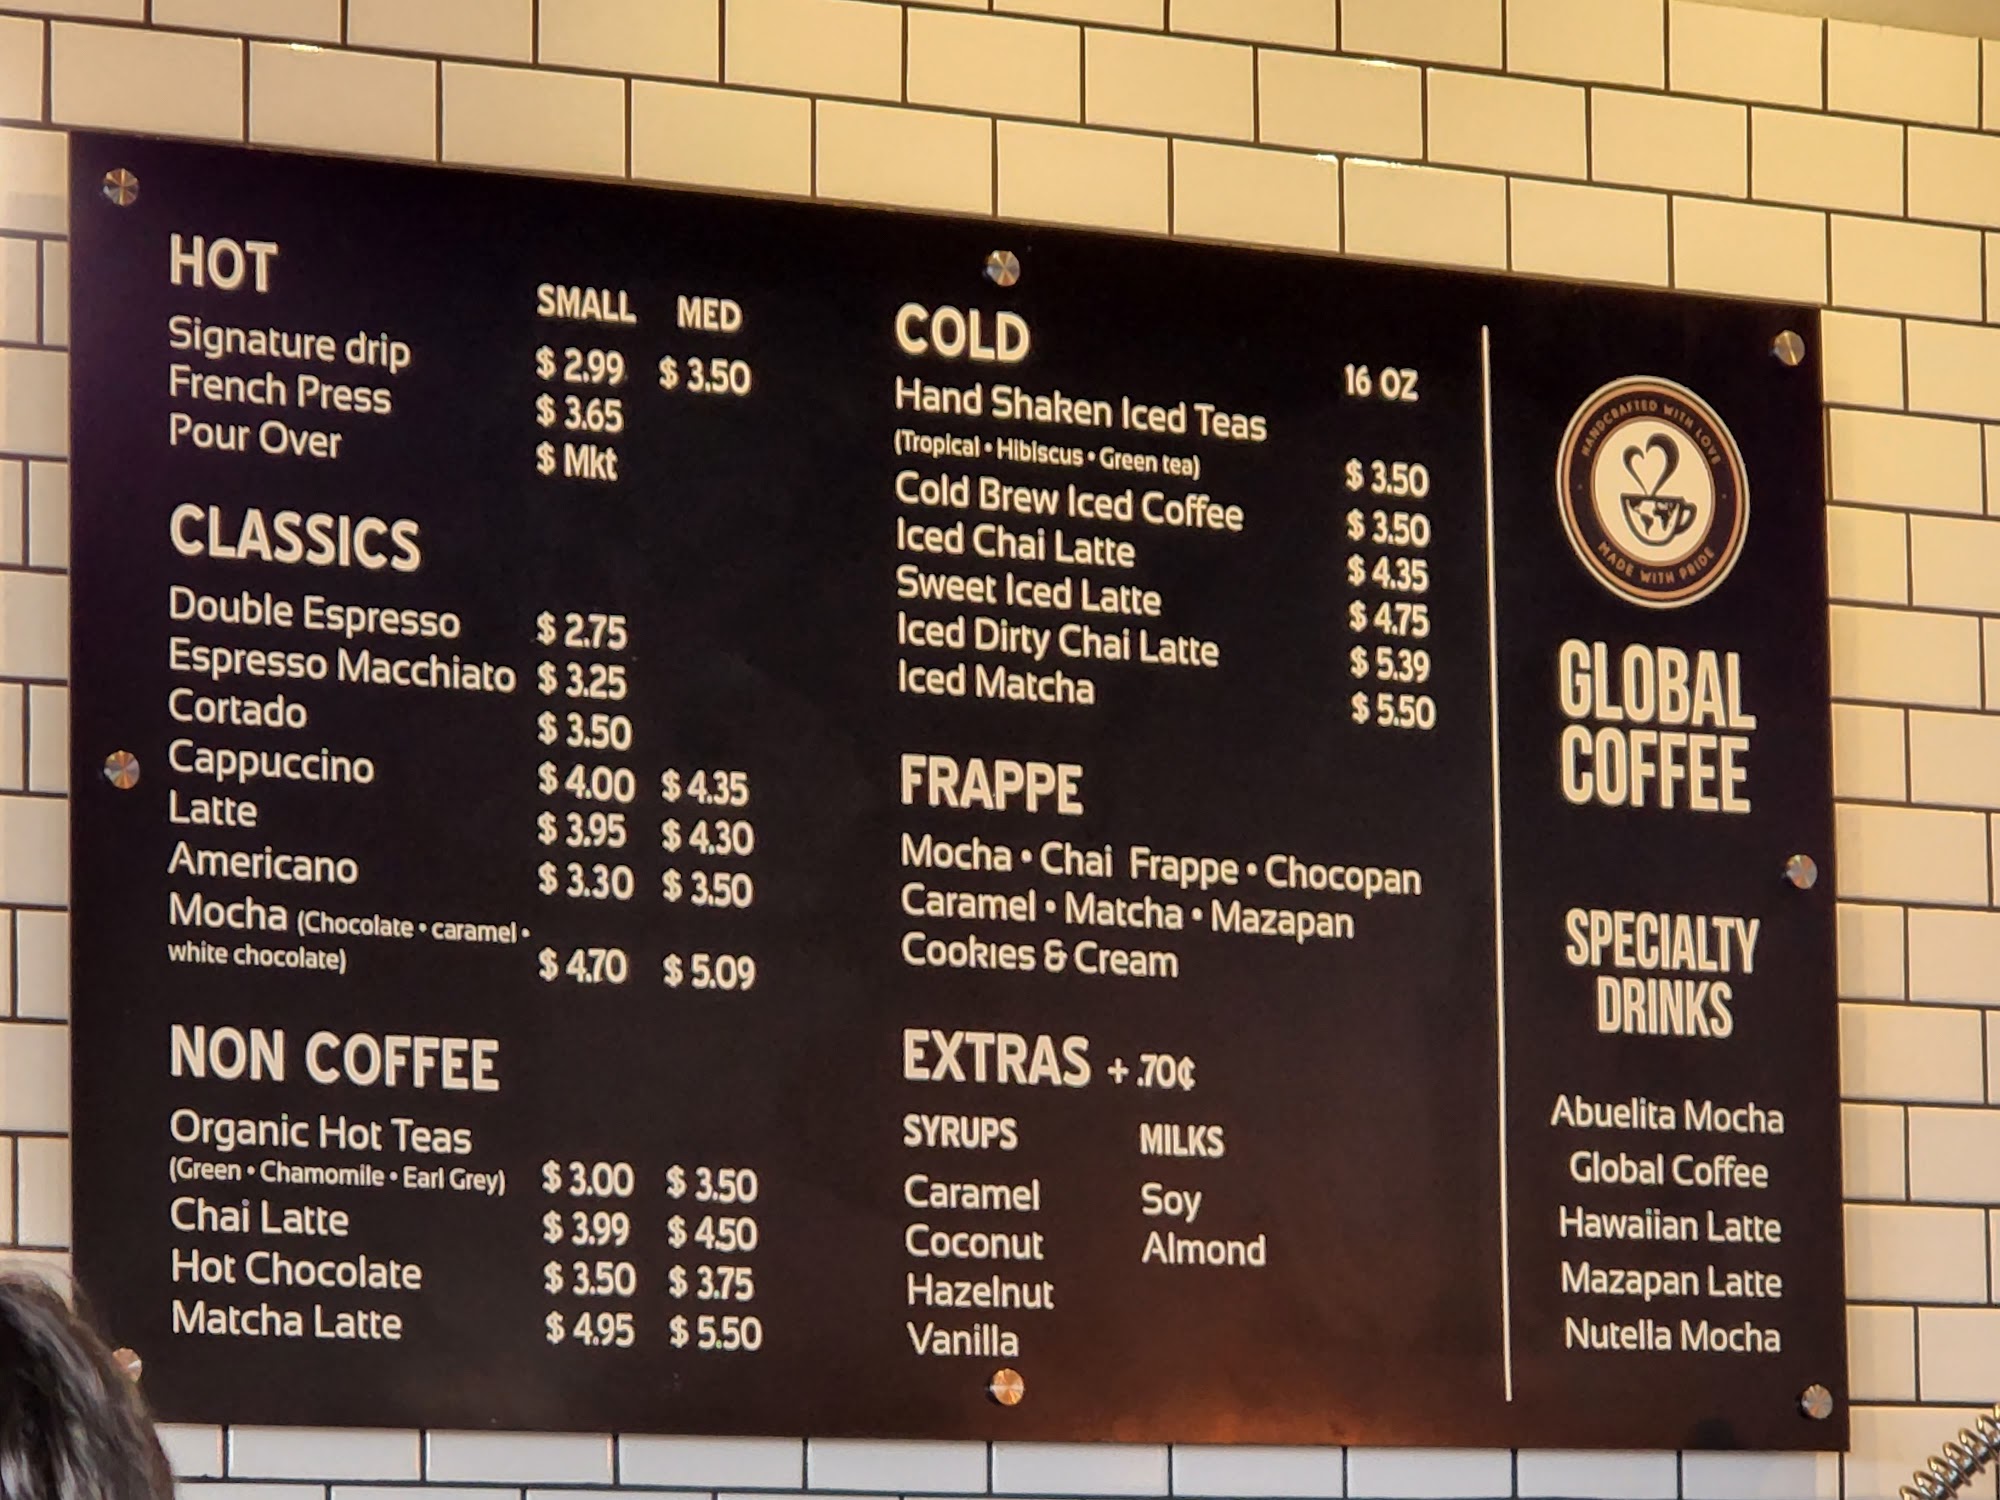 HOT
SMALL MED
Signature drip $ 2.99 $ 3.50
French Press $ 3.65
Pour Over $ Mkt
CLASSICS
Double Espresso $ 2.75
Espresso Macchiato $ 3.25
Cortado $ 3.50
Cappuccino $ 4.00 $ 4.35
Latte $ 3.95 $ 4.30
Americano $ 3.30 $ 3.50
Mocha (Chocolate • caramel •
white chocolate) $ 4.70 $ 5.09
NON COFFEE
Organic Hot Teas
(Green • Chamomile • Earl Grey) $ 3.00 $ 3.50
Chai Latte $ 3.99 $ 4.50
Hot Chocolate $ 3.50 $ 3.75
Matcha Latte $ 4.95 $ 5.50
COLD
16 OZ
Hand Shaken Iced Teas
(Tropical • Hibiscus • Green tea) $ 3.50
Cold Brew Iced Coffee $ 3.50
Iced Chai Latte $ 4.35
Sweet Iced Latte $ 4.75
Iced Dirty Chai Latte $ 5.39
Iced Matcha $ 5.50
FRAPPE
Mocha • Chai Frappe • Chocopan
Caramel • Matcha • Mazapan
Cookies & Cream
EXTRAS + .70¢
SYRUPS MILKS
Caramel Soy
Coconut Almond
Hazelnut
Vanilla
HANDCRAFTED WITH LOVE
MADE WITH PRIDE
GLOBAL
COFFEE
SPECIALTY
DRINKS
Abuelita Mocha
Global Coffee
Hawaiian Latte
Mazapan Latte
Nutella Mocha